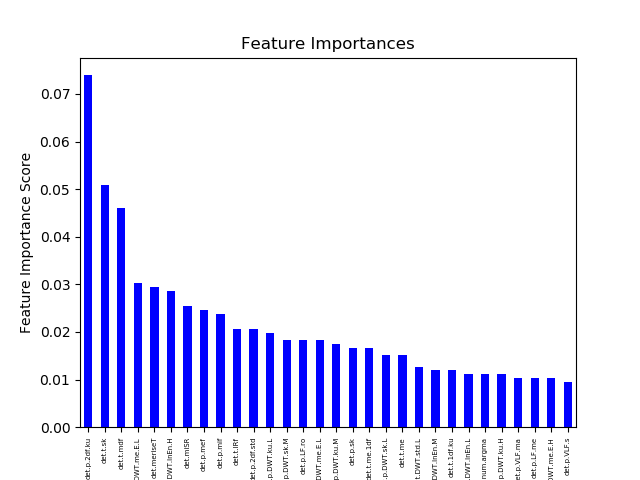 Feature Importances
Feature Importance Score
0.07
0.06
0.05
0.04
0.03
0.02
0.01
0.00
det.p.2df.ku
det.t.sk
det.t.mdf
DWT.me.E.L
det.meriseT
DWT.lnEn.H
det.mISR
det.p.mef
det.p.mif
det.t.IRf
det.p.2df.std
.p.DWT.ku.L
p.DWT.sk.M
det.p.LF.ro
DWT.me.E.L
p.DWT.ku.M
det.p.sk
det.t.me.1df
.p.DWT.sk.L
det.t.me
t.DWT.std.L
DWT.lnEn.M
det.t.1df.ku
.DWT.lnEn.L
num.argma
p.DWT.ku.H
et.p.VLF.ma
det.p.LF.me
DWT.me.E.H
det.p.VLF.s